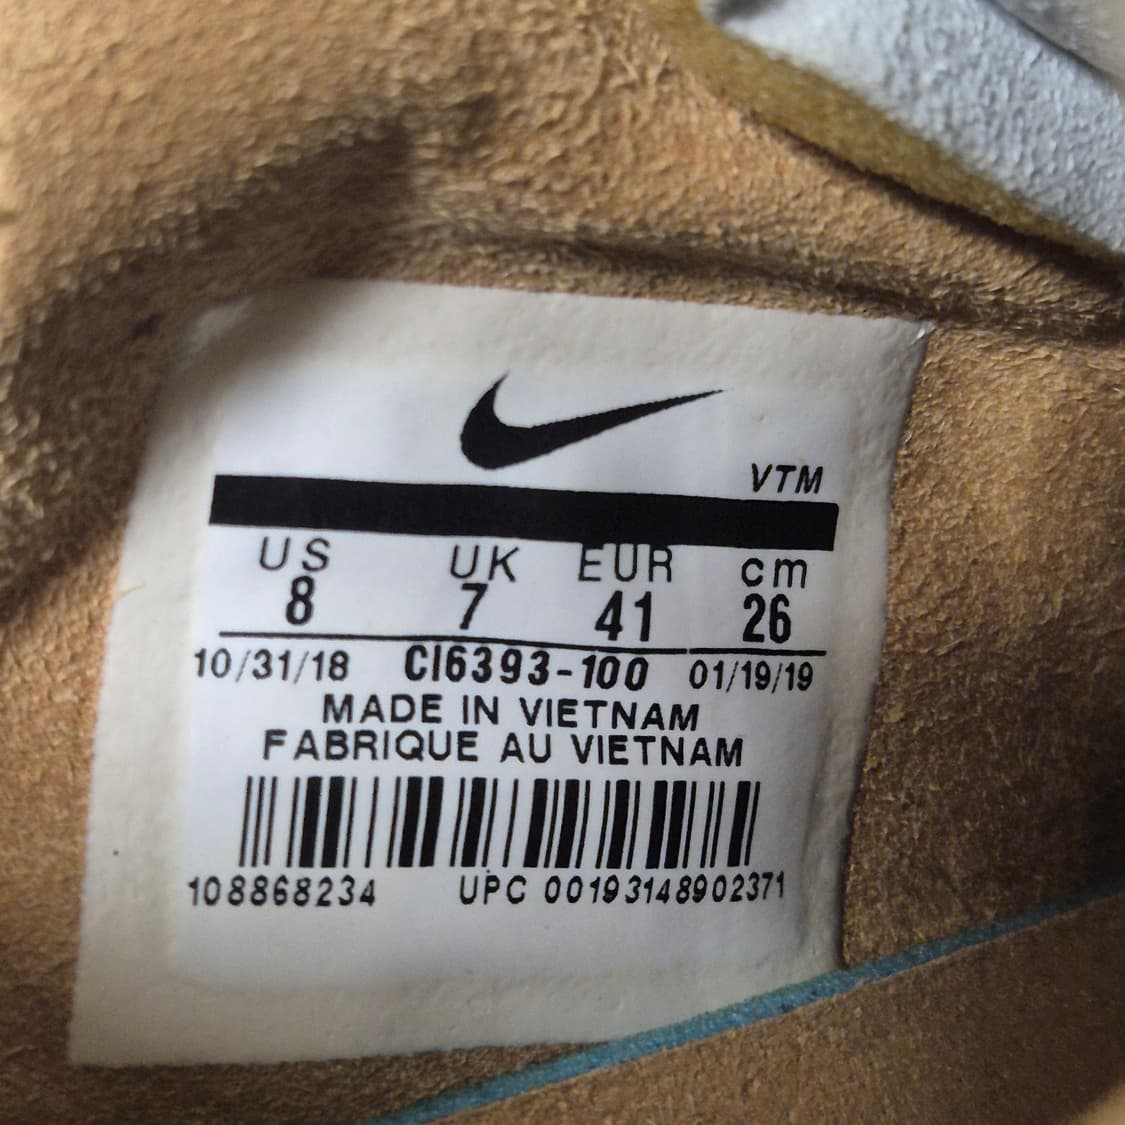 VTM
US UK EUR cm
8 7 41 26
10/31/18 CI6393-100 01/19/19
MADE IN VIETNAM
FABRIQUE AU VIETNAM
108868234 UPC 00193148902371